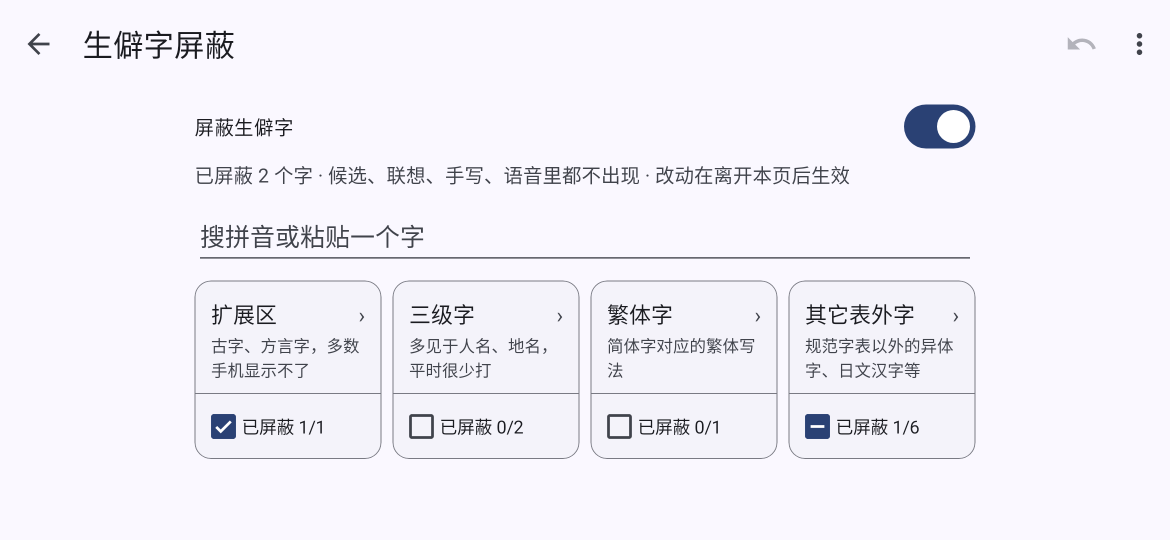 生僻字屏蔽
屏蔽生僻字
已屏蔽 2 个字 · 候选、联想、手写、语音里都不出现 · 改动在离开本页后生效
搜拼音或粘贴一个字
扩展区 ›
古字、方言字，多数
手机显示不了
已屏蔽 1/1
三级字 ›
多见于人名、地名，
平时很少打
已屏蔽 0/2
繁体字 ›
简体字对应的繁体写
法
已屏蔽 0/1
其它表外字 ›
规范字表以外的异体
字、日文汉字等
已屏蔽 1/6